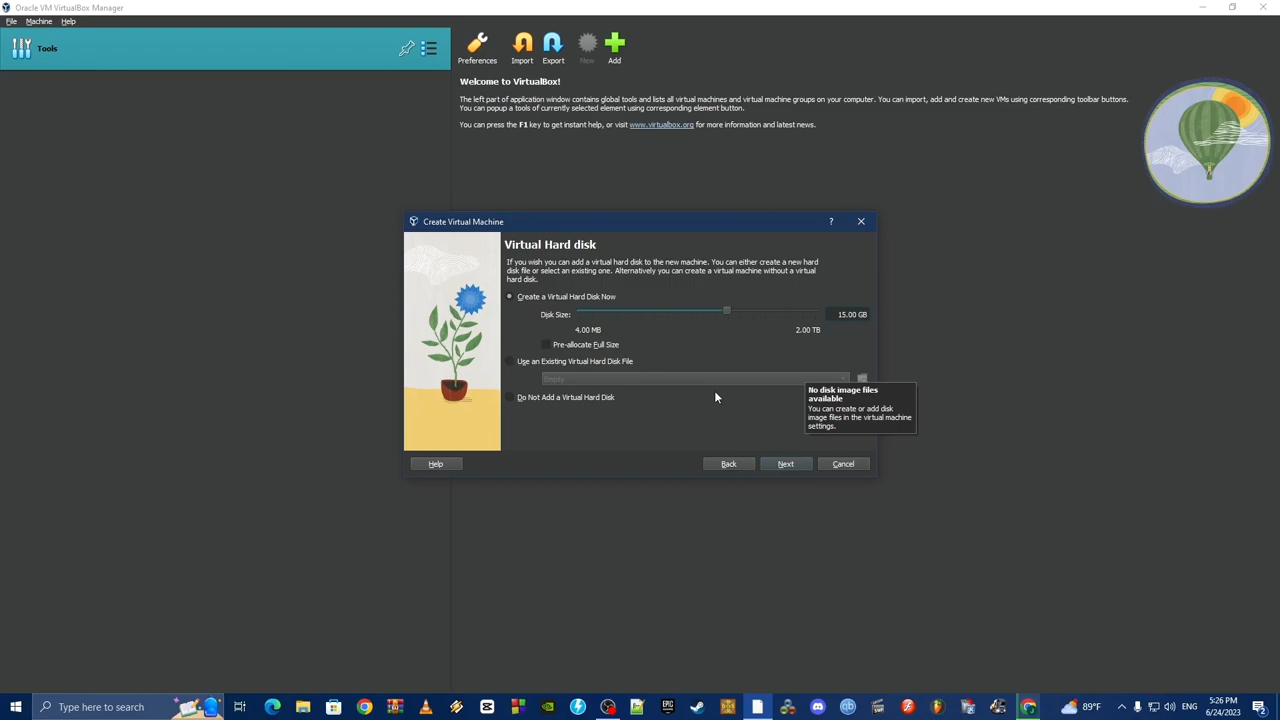 Oracle VM VirtualBox Manager
File Machine Help
Tools
Preferences Import Export New Add
Welcome to VirtualBox!
The left part of application window contains global tools and lists all virtual machines and virtual machine groups on your computer. You can import, add and create new VMs using corresponding toolbar buttons.
You can popup a tools of currently selected element using corresponding element button.
You can press the F1 key to get instant help, or visit www.virtualbox.org for more information and latest news.
Create Virtual Machine
?
Virtual Hard disk
If you wish you can add a virtual hard disk to the new machine. You can either create a new hard
disk file or select an existing one. Alternatively you can create a virtual machine without a virtual
hard disk.
Create a Virtual Hard Disk Now
Disk Size:
15.00 GB
4.00 MB 2.00 TB
Pre-allocate Full Size
Use an Existing Virtual Hard Disk File
Empty
Do Not Add a Virtual Hard Disk
No disk image files
available
You can create or add disk
image files in the virtual machine
settings.
Help Back Next Cancel
Type here to search
EPIC
89°F
ENG
5:26 PM
6/24/2023
2